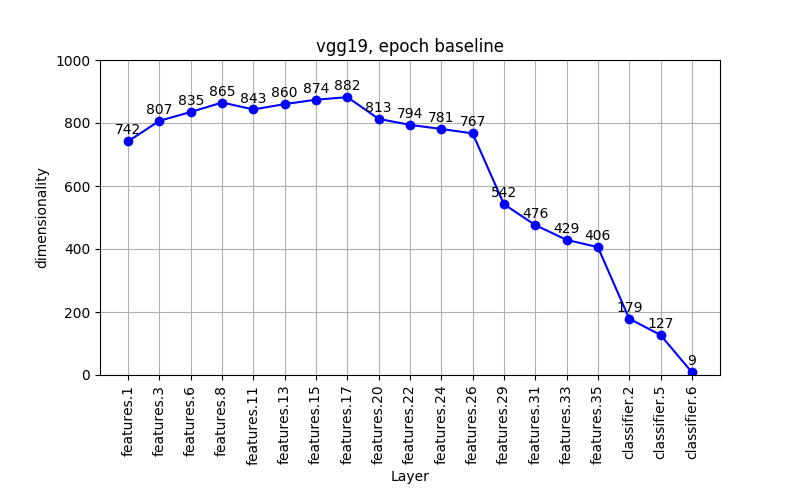 vgg19, epoch baseline
1000
800
600
400
200
0
dimensionality
742
807
835
865
843
860
874
882
813
794
781
767
542
476
429
406
179
127
9
features.1
features.3
features.6
features.8
features.11
features.13
features.15
features.17
features.20
features.22
features.24
features.26
features.29
features.31
features.33
features.35
classifier.2
classifier.5
classifier.6
Layer